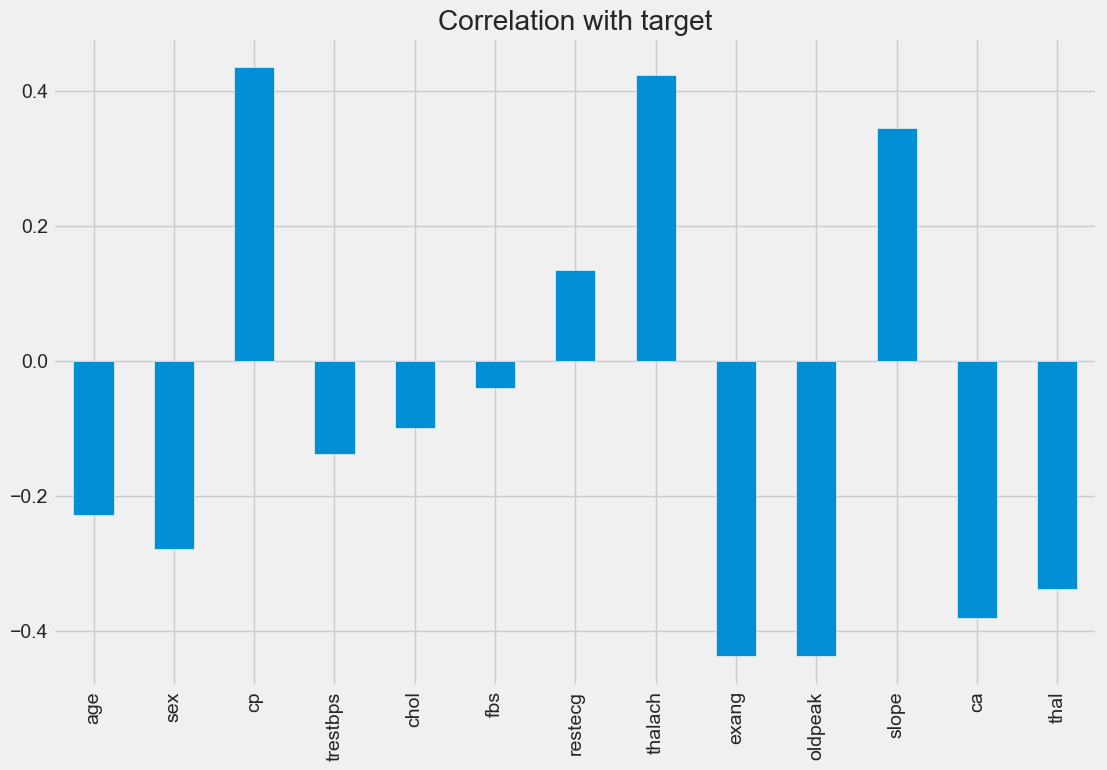 Correlation with target
0.4
0.2
0.0
−0.2
−0.4
age
sex
cp
trestbps
chol
fbs
restecg
thalach
exang
oldpeak
slope
ca
thal